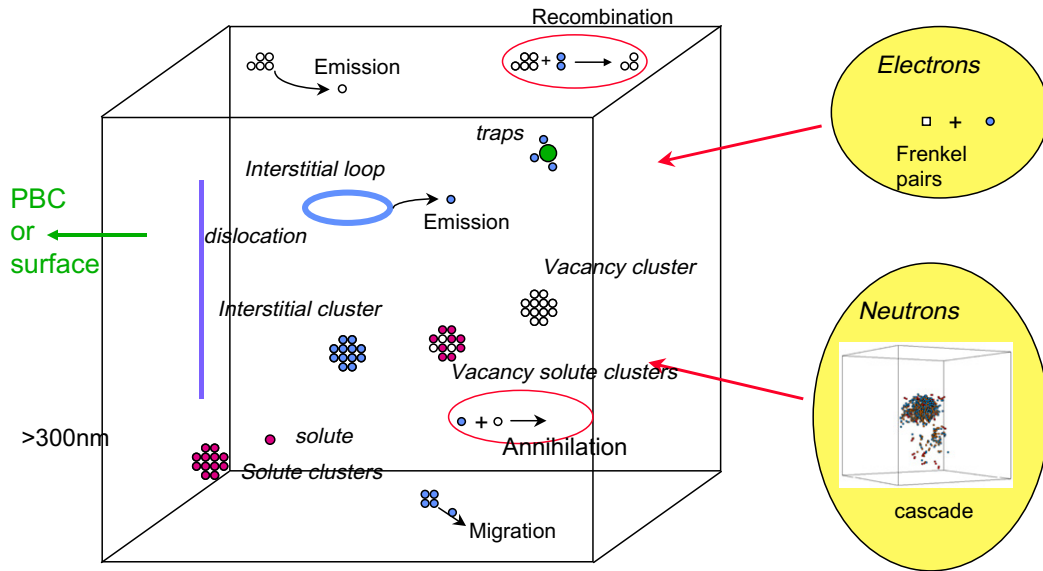 Recombination
+
Emission
Electrons
+
Frenkel
pairs
traps
Interstitial loop
Emission
PBC
or
surface
dislocation
Vacancy cluster
Interstitial cluster
Neutrons
Vacancy solute clusters
+
Annihilation
>300nm
solute
Solute clusters
cascade
Migration